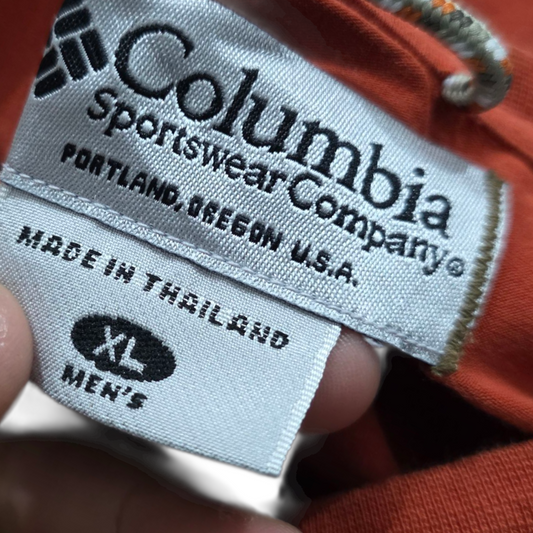 Columbia
Sportswear Company®
PORTLAND, OREGON U.S.A.
MADE IN THAILAND
XL
MEN'S